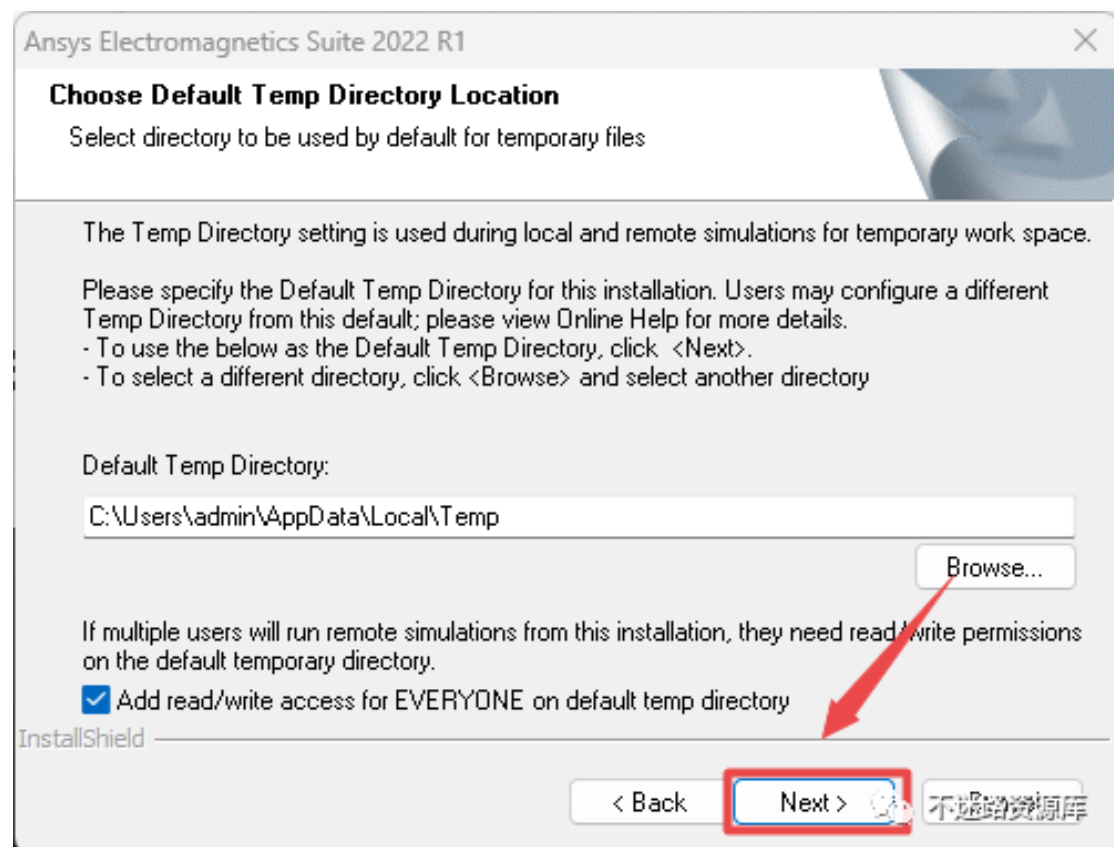 Ansys Electromagnetics Suite 2022 R1
Choose Default Temp Directory Location
Select directory to be used by default for temporary files
The Temp Directory setting is used during local and remote simulations for temporary work space.
Please specify the Default Temp Directory for this installation. Users may configure a different
Temp Directory from this default; please view Online Help for more details.
- To use the below as the Default Temp Directory, click <Next>.
- To select a different directory, click <Browse> and select another directory
Default Temp Directory:
C:\Users\admin\AppData\Local\Temp
Browse...
If multiple users will run remote simulations from this installation, they need read/write permissions
on the default temporary directory.
Add read/write access for EVERYONE on default temp directory
InstallShield
< Back Next > 不迷路资源库